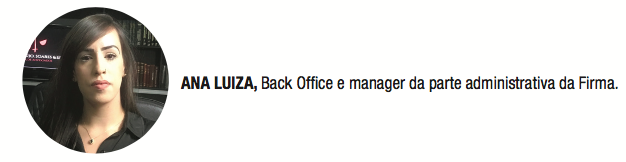 ANA LUIZA, Back Office e manager da parte administrativa da Firma.